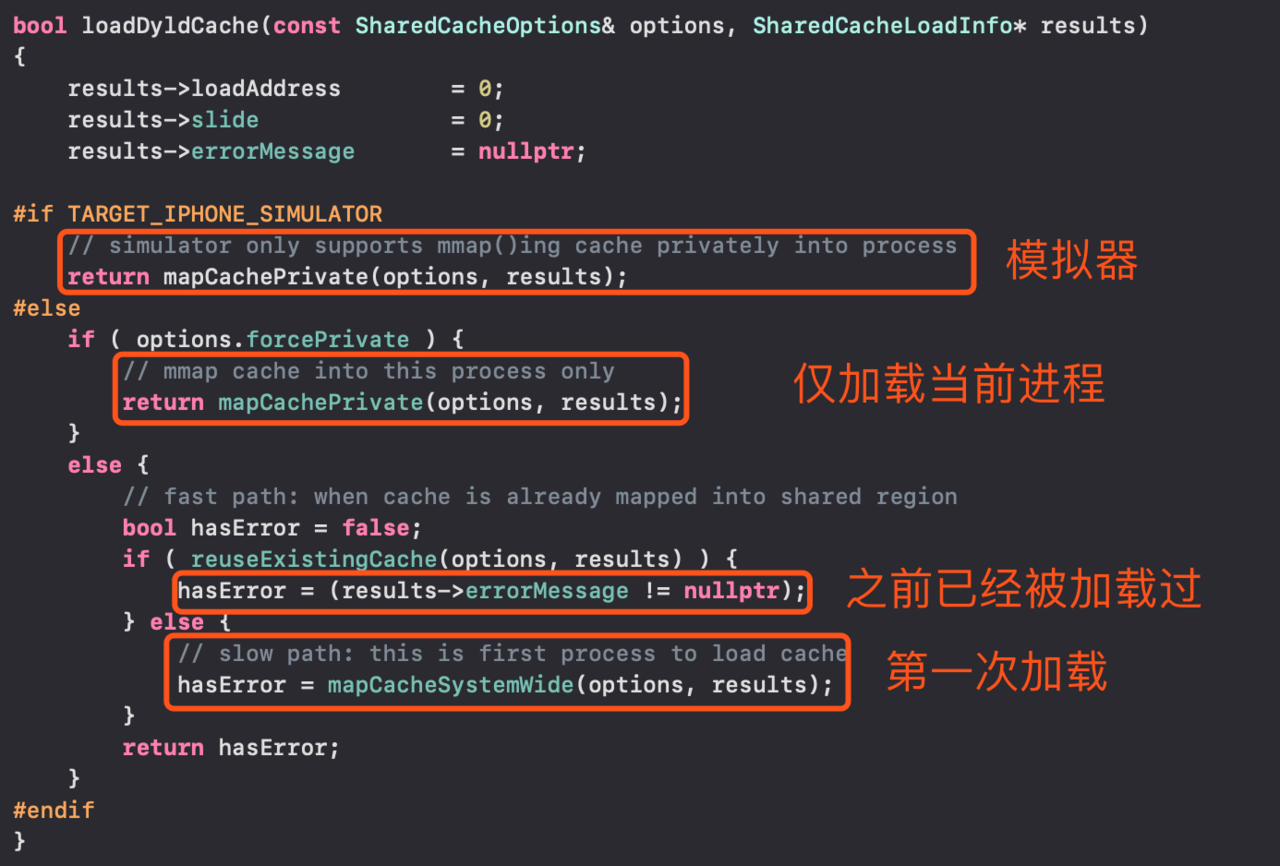 bool loadDyldCache(const SharedCacheOptions& options, SharedCacheLoadInfo* results)
{
    results->loadAddress        = 0;
    results->slide              = 0;
    results->errorMessage       = nullptr;
#if TARGET_IPHONE_SIMULATOR
    // simulator only supports mmap()ing cache privately into process
模拟器
    return mapCachePrivate(options, results);
#else
    if ( options.forcePrivate ) {
        // mmap cache into this process only
仅加载当前进程
        return mapCachePrivate(options, results);
    }
    else {
        // fast path: when cache is already mapped into shared region
        bool hasError = false;
        if ( reuseExistingCache(options, results) ) {
            hasError = (results->errorMessage != nullptr);
之前已经被加载过
        } else {
            // slow path: this is first process to load cache
第一次加载
            hasError = mapCacheSystemWide(options, results);
        }
        return hasError;
    }
#endif
}